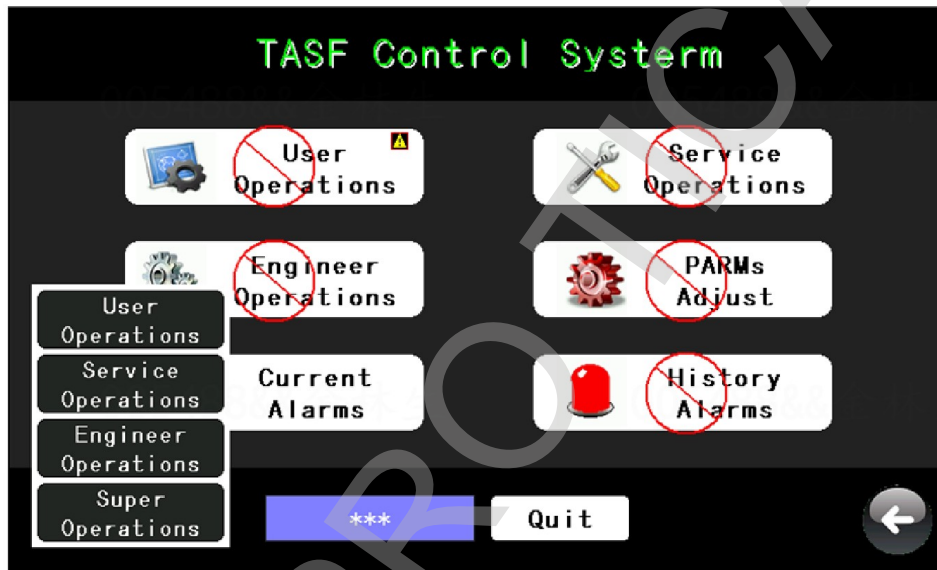 TASF Control Systerm
User
Operations
Service
Operations
Engineer
Operations
PARMs
Adjust
Current
Alarms
History
Alarms
User
Operations
Service
Operations
Engineer
Operations
Super
Operations
***
Quit